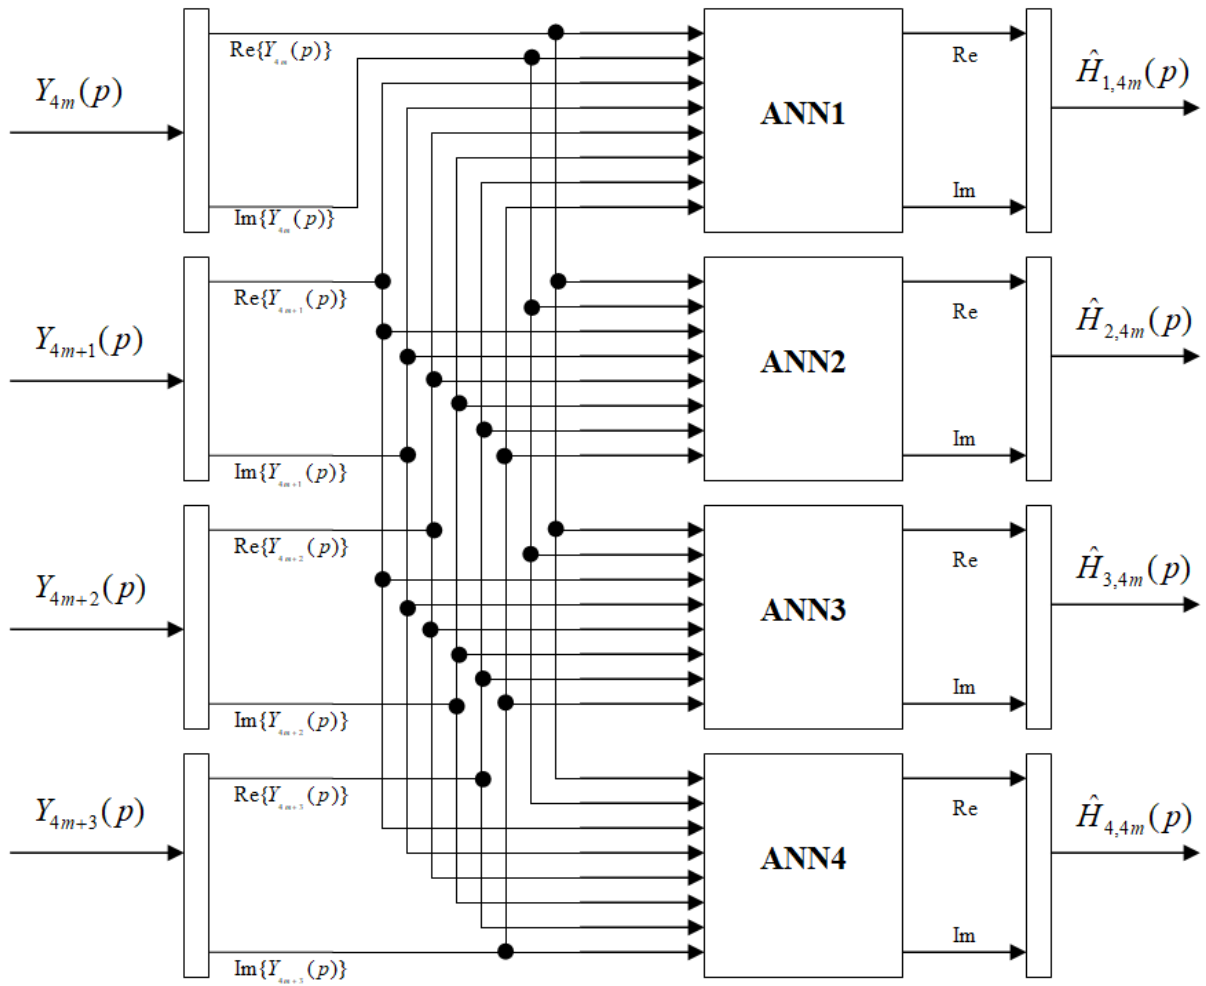 Re{Y_{4m}(p)}
Y_{4m}(p)
Im{Y_{4m}(p)}
ANN1
Re
Im
Ĥ_{1,4m}(p)
Re{Y_{4m+1}(p)}
Y_{4m+1}(p)
Im{Y_{4m+1}(p)}
ANN2
Re
Im
Ĥ_{2,4m}(p)
Re{Y_{4m+2}(p)}
Y_{4m+2}(p)
Im{Y_{4m+2}(p)}
ANN3
Re
Im
Ĥ_{3,4m}(p)
Re{Y_{4m+3}(p)}
Y_{4m+3}(p)
Im{Y_{4m+3}(p)}
ANN4
Re
Im
Ĥ_{4,4m}(p)